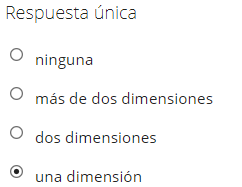 Respuesta única
ninguna
más de dos dimensiones
dos dimensiones
una dimensión